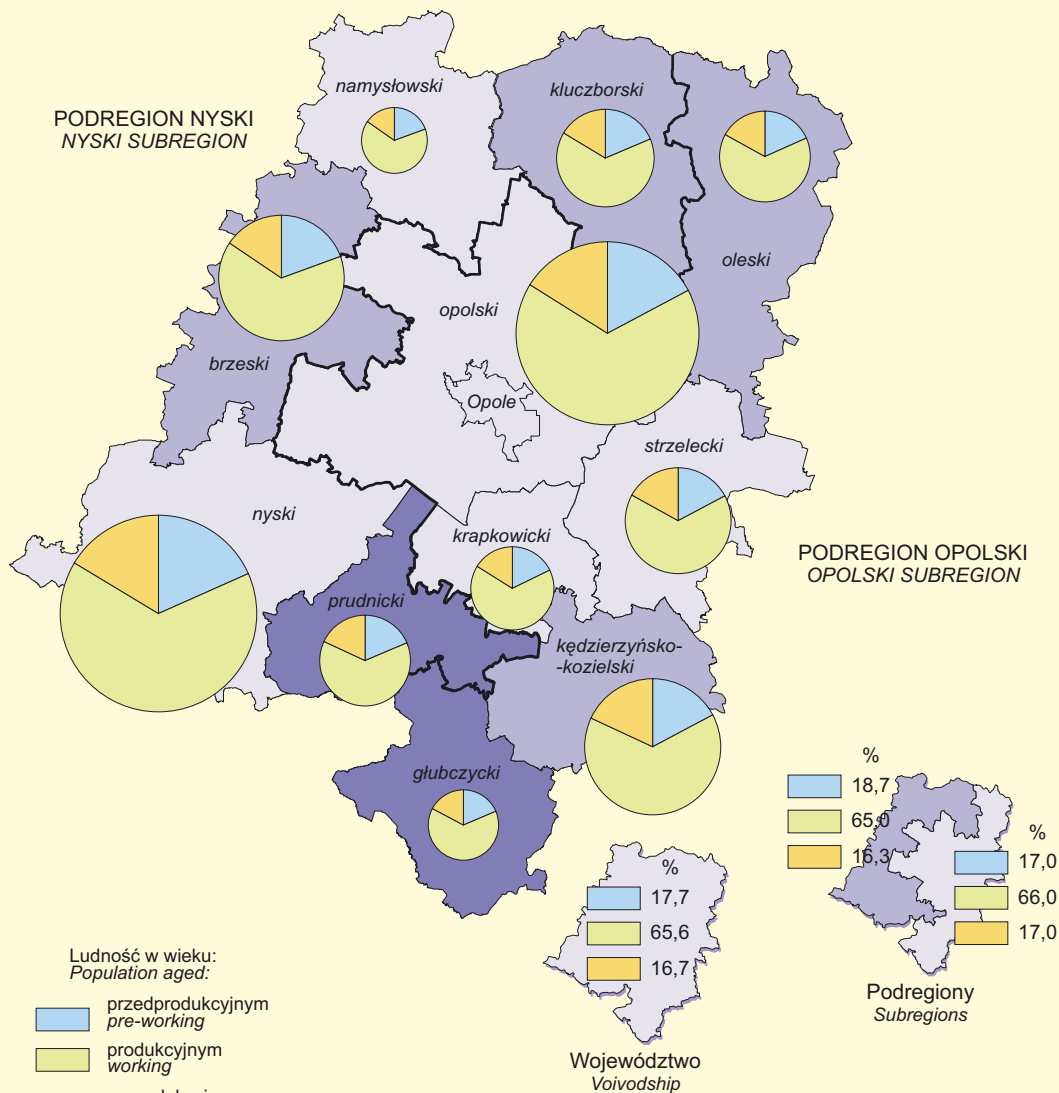 namysłowski
kluczborski
PODREGION NYSKI
NYSKI SUBREGION
oleski
opolski
brzeski
Opole
strzelecki
nyski
krapkowicki
PODREGION OPOLSKI
OPOLSKI SUBREGION
prudnicki
kędzierzyńsko-
-kozielski
głubczycki
%
18,7
65,0
16,3
%
17,0
66,0
17,0
Podregiony
Subregions
%
17,7
65,6
16,7
Województwo
Voivodship
Ludność w wieku:
Population aged:
przedprodukcyjnym
pre-working
produkcyjnym
working